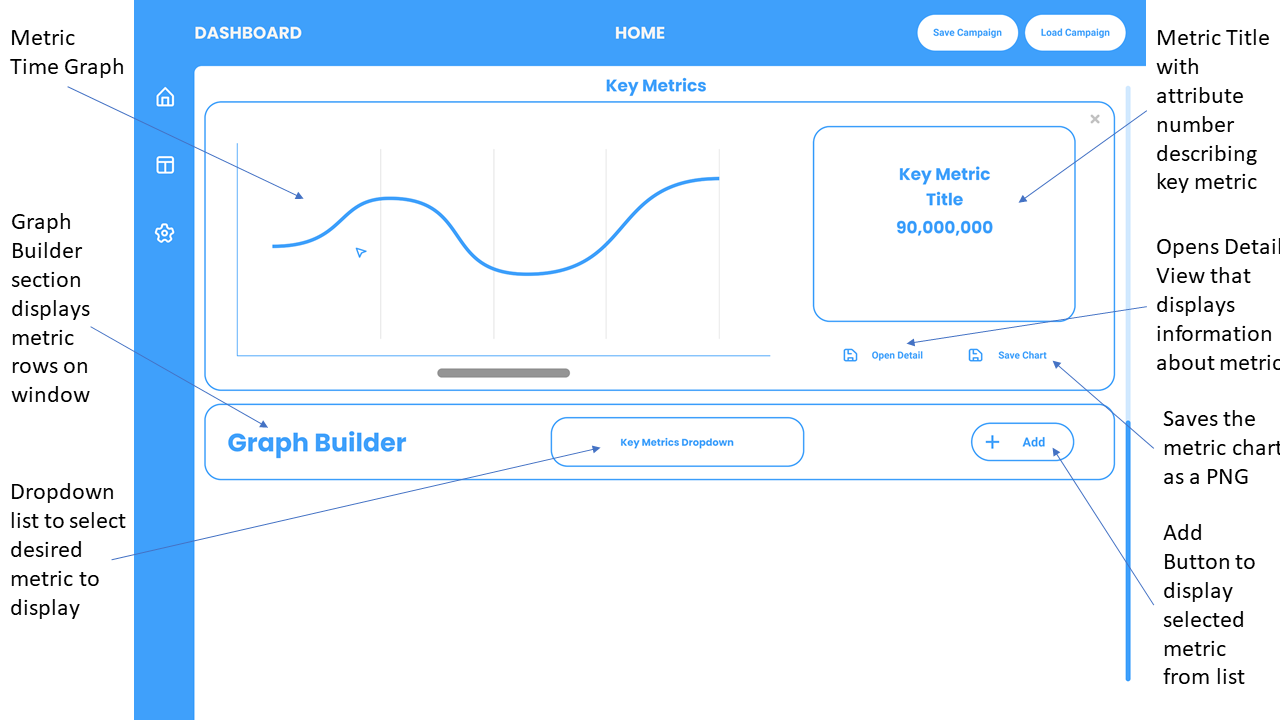 Metric
Time Graph
Graph
Builder
section
displays
metric
rows on
window
Dropdown
list to select
desired
metric to
display
DASHBOARD
HOME
Save Campaign
Load Campaign
Key Metrics
Key Metric
Title
90,000,000
Open Detail
Save Chart
Graph Builder
Key Metrics Dropdown
Add
Metric Title
with
attribute
number
describing
key metric
Opens Detail
View that
displays
information
about metric
Saves the
metric chart
as a PNG
Add
Button to
display
selected
metric
from list